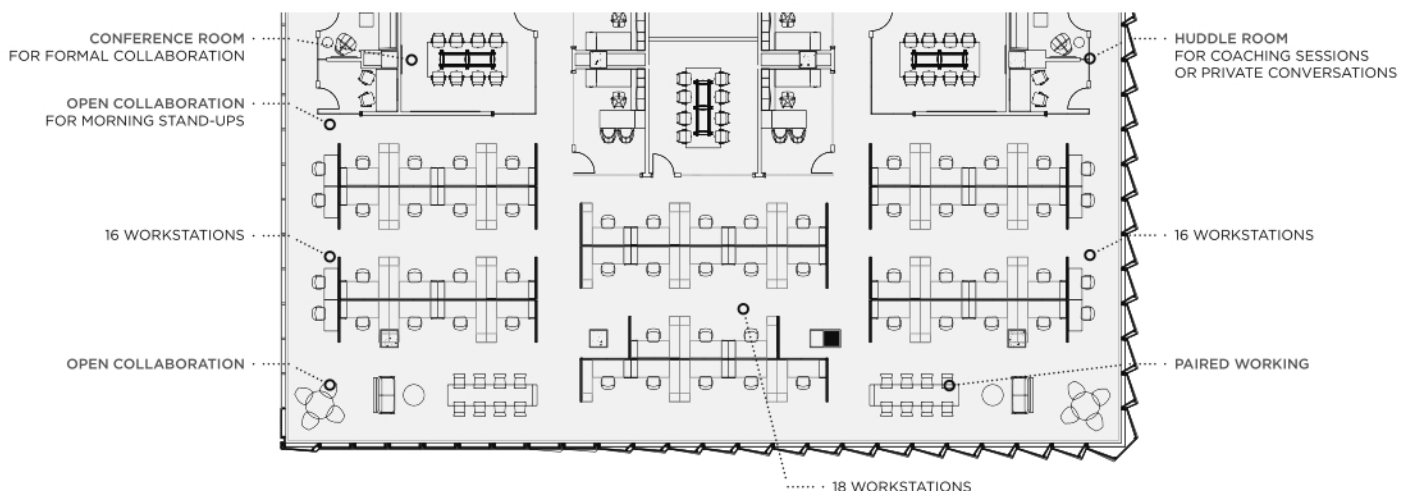 CONFERENCE ROOM
FOR FORMAL COLLABORATION
OPEN COLLABORATION
FOR MORNING STAND-UPS
16 WORKSTATIONS
OPEN COLLABORATION
HUDDLE ROOM
FOR COACHING SESSIONS
OR PRIVATE CONVERSATIONS
16 WORKSTATIONS
PAIRED WORKING
18 WORKSTATIONS